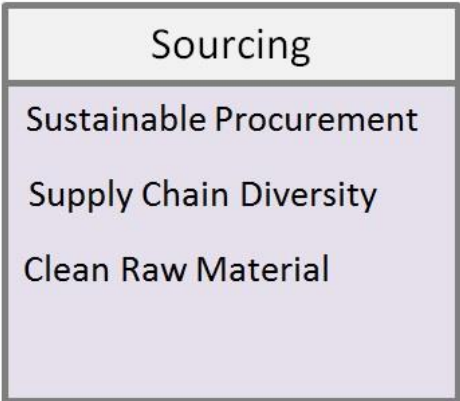 Sourcing
Sustainable Procurement
Supply Chain Diversity
Clean Raw Material